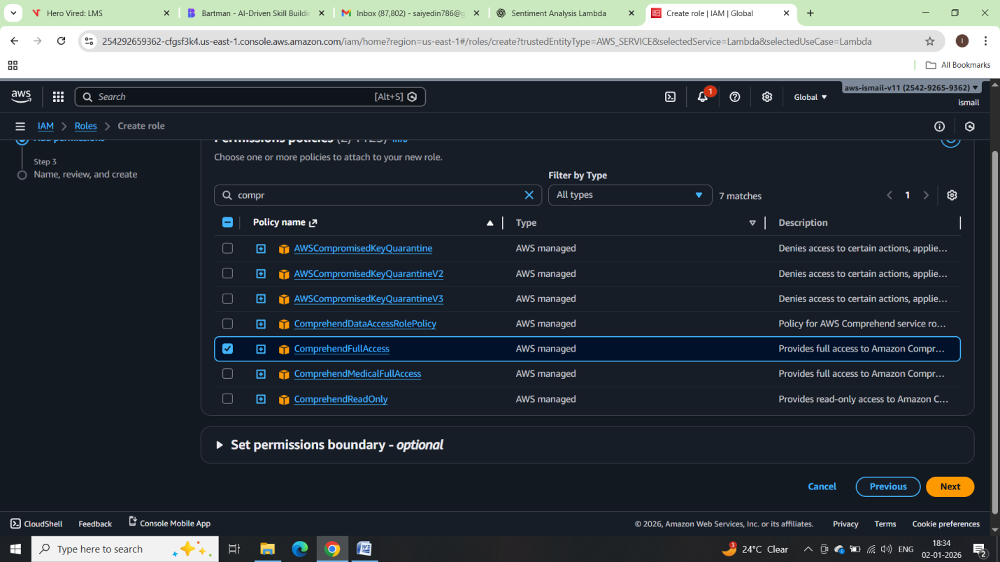 Hero Vired: LMS
Bartman - AI-Driven Skill Buildin
Inbox (87,802) - saiyedin786@g
Sentiment Analysis Lambda
Create role | IAM | Global
254292659362-cfgsf3k4.us-east-1.console.aws.amazon.com/iam/home?region=us-east-1#/roles/create?trustedEntityType=AWS_SERVICE&selectedService=Lambda&selectedUseCase=Lambda
I
All Bookmarks
aws
Search
[Alt+S]
1
Global
aws-ismail-v11 (2542-9265-9362)
ismail
IAM
Roles
Create role
Add permissions
Step 3
Name, review, and create
Permissions policies (2/1125) Info
Choose one or more policies to attach to your new role.
Filter by Type
compr
All types
7 matches
1
Policy name
Type
Description
AWSCompromisedKeyQuarantine AWS managed Denies access to certain actions, applie…
AWSCompromisedKeyQuarantineV2 AWS managed Denies access to certain actions, applie…
AWSCompromisedKeyQuarantineV3 AWS managed Denies access to certain actions, applie…
ComprehendDataAccessRolePolicy AWS managed Policy for AWS Comprehend service ro…
ComprehendFullAccess AWS managed Provides full access to Amazon Compr…
ComprehendMedicalFullAccess AWS managed Provides full access to Amazon Compr…
ComprehendReadOnly AWS managed Provides read-only access to Amazon C…
Set permissions boundary - optional
Cancel
Previous
Next
CloudShell
Feedback
Console Mobile App
© 2026, Amazon Web Services, Inc. or its affiliates.
Privacy
Terms
Cookie preferences
Type here to search
3
24°C Clear
ENG
18:34
02-01-2026
2